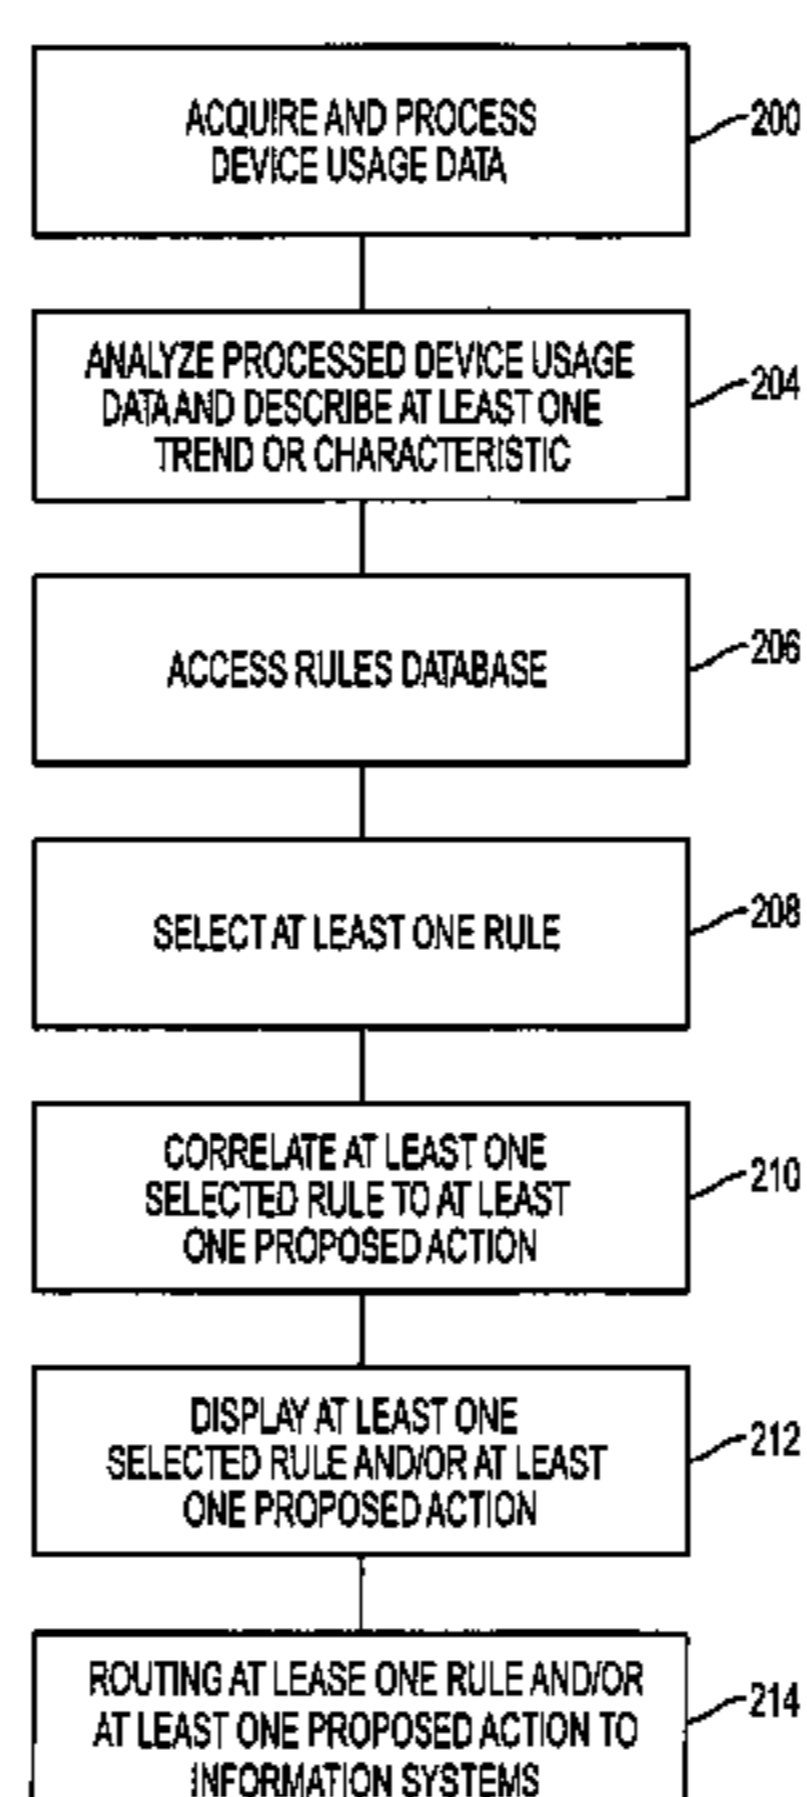 ACQUIRE AND PROCESS
DEVICE USAGE DATA
200
ANALYZE PROCESSED DEVICE USAGE
DATA AND DESCRIBE AT LEAST ONE
TREND OR CHARACTERISTIC
204
ACCESS RULES DATABASE
206
SELECT AT LEAST ONE RULE
208
CORRELATE AT LEAST ONE
SELECTED RULE TO AT LEAST
ONE PROPOSED ACTION
210
DISPLAY AT LEAST ONE
SELECTED RULE AND/OR AT LEAST
ONE PROPOSED ACTION
212
ROUTING AT LEASE ONE RULE AND/OR
AT LEAST ONE PROPOSED ACTION TO
INFORMATION SYSTEMS
214